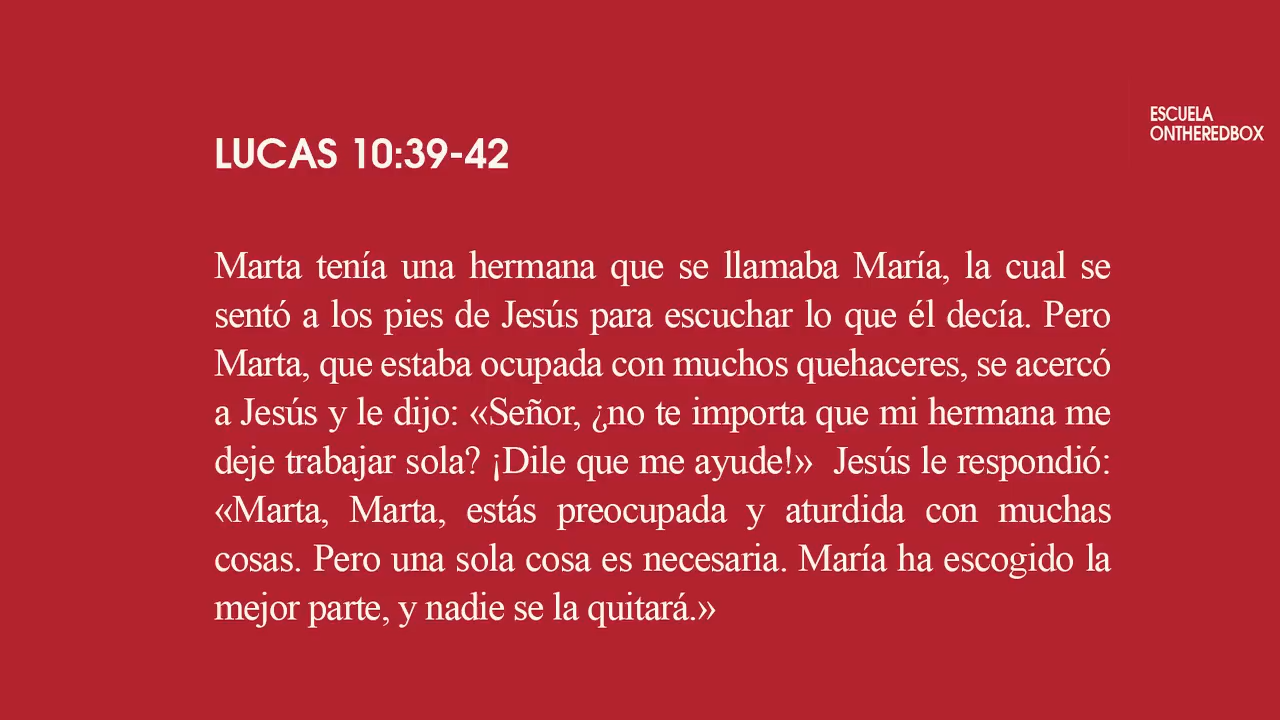 ESCUELA
ONTHEREDBOX
LUCAS 10:39-42
Marta tenía una hermana que se llamaba María, la cual se
sentó a los pies de Jesús para escuchar lo que él decía. Pero
Marta, que estaba ocupada con muchos quehaceres, se acercó
a Jesús y le dijo: «Señor, ¿no te importa que mi hermana me
deje trabajar sola? ¡Dile que me ayude!»  Jesús le respondió:
«Marta, Marta, estás preocupada y aturdida con muchas
cosas. Pero una sola cosa es necesaria. María ha escogido la
mejor parte, y nadie se la quitará.»